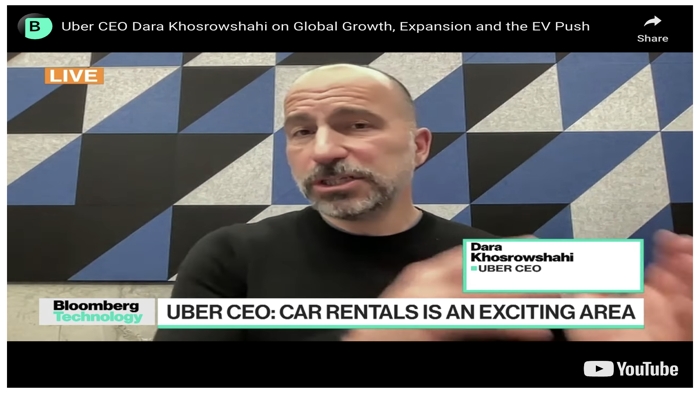 B
Uber CEO Dara Khosrowshahi on Global Growth, Expansion and the EV Push
Share
LIVE
Dara
Khosrowshahi
UBER CEO
Bloomberg
Technology
UBER CEO: CAR RENTALS IS AN EXCITING AREA
YouTube